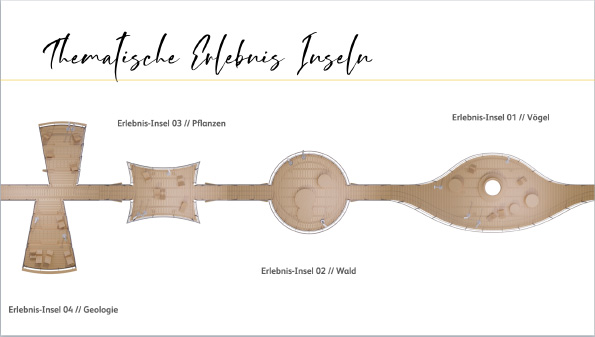 Thematische Erlebnis Inseln
Erlebnis-Insel 01 // Vögel
Erlebnis-Insel 03 // Pflanzen
Erlebnis-Insel 02 // Wald
Erlebnis-Insel 04 // Geologie